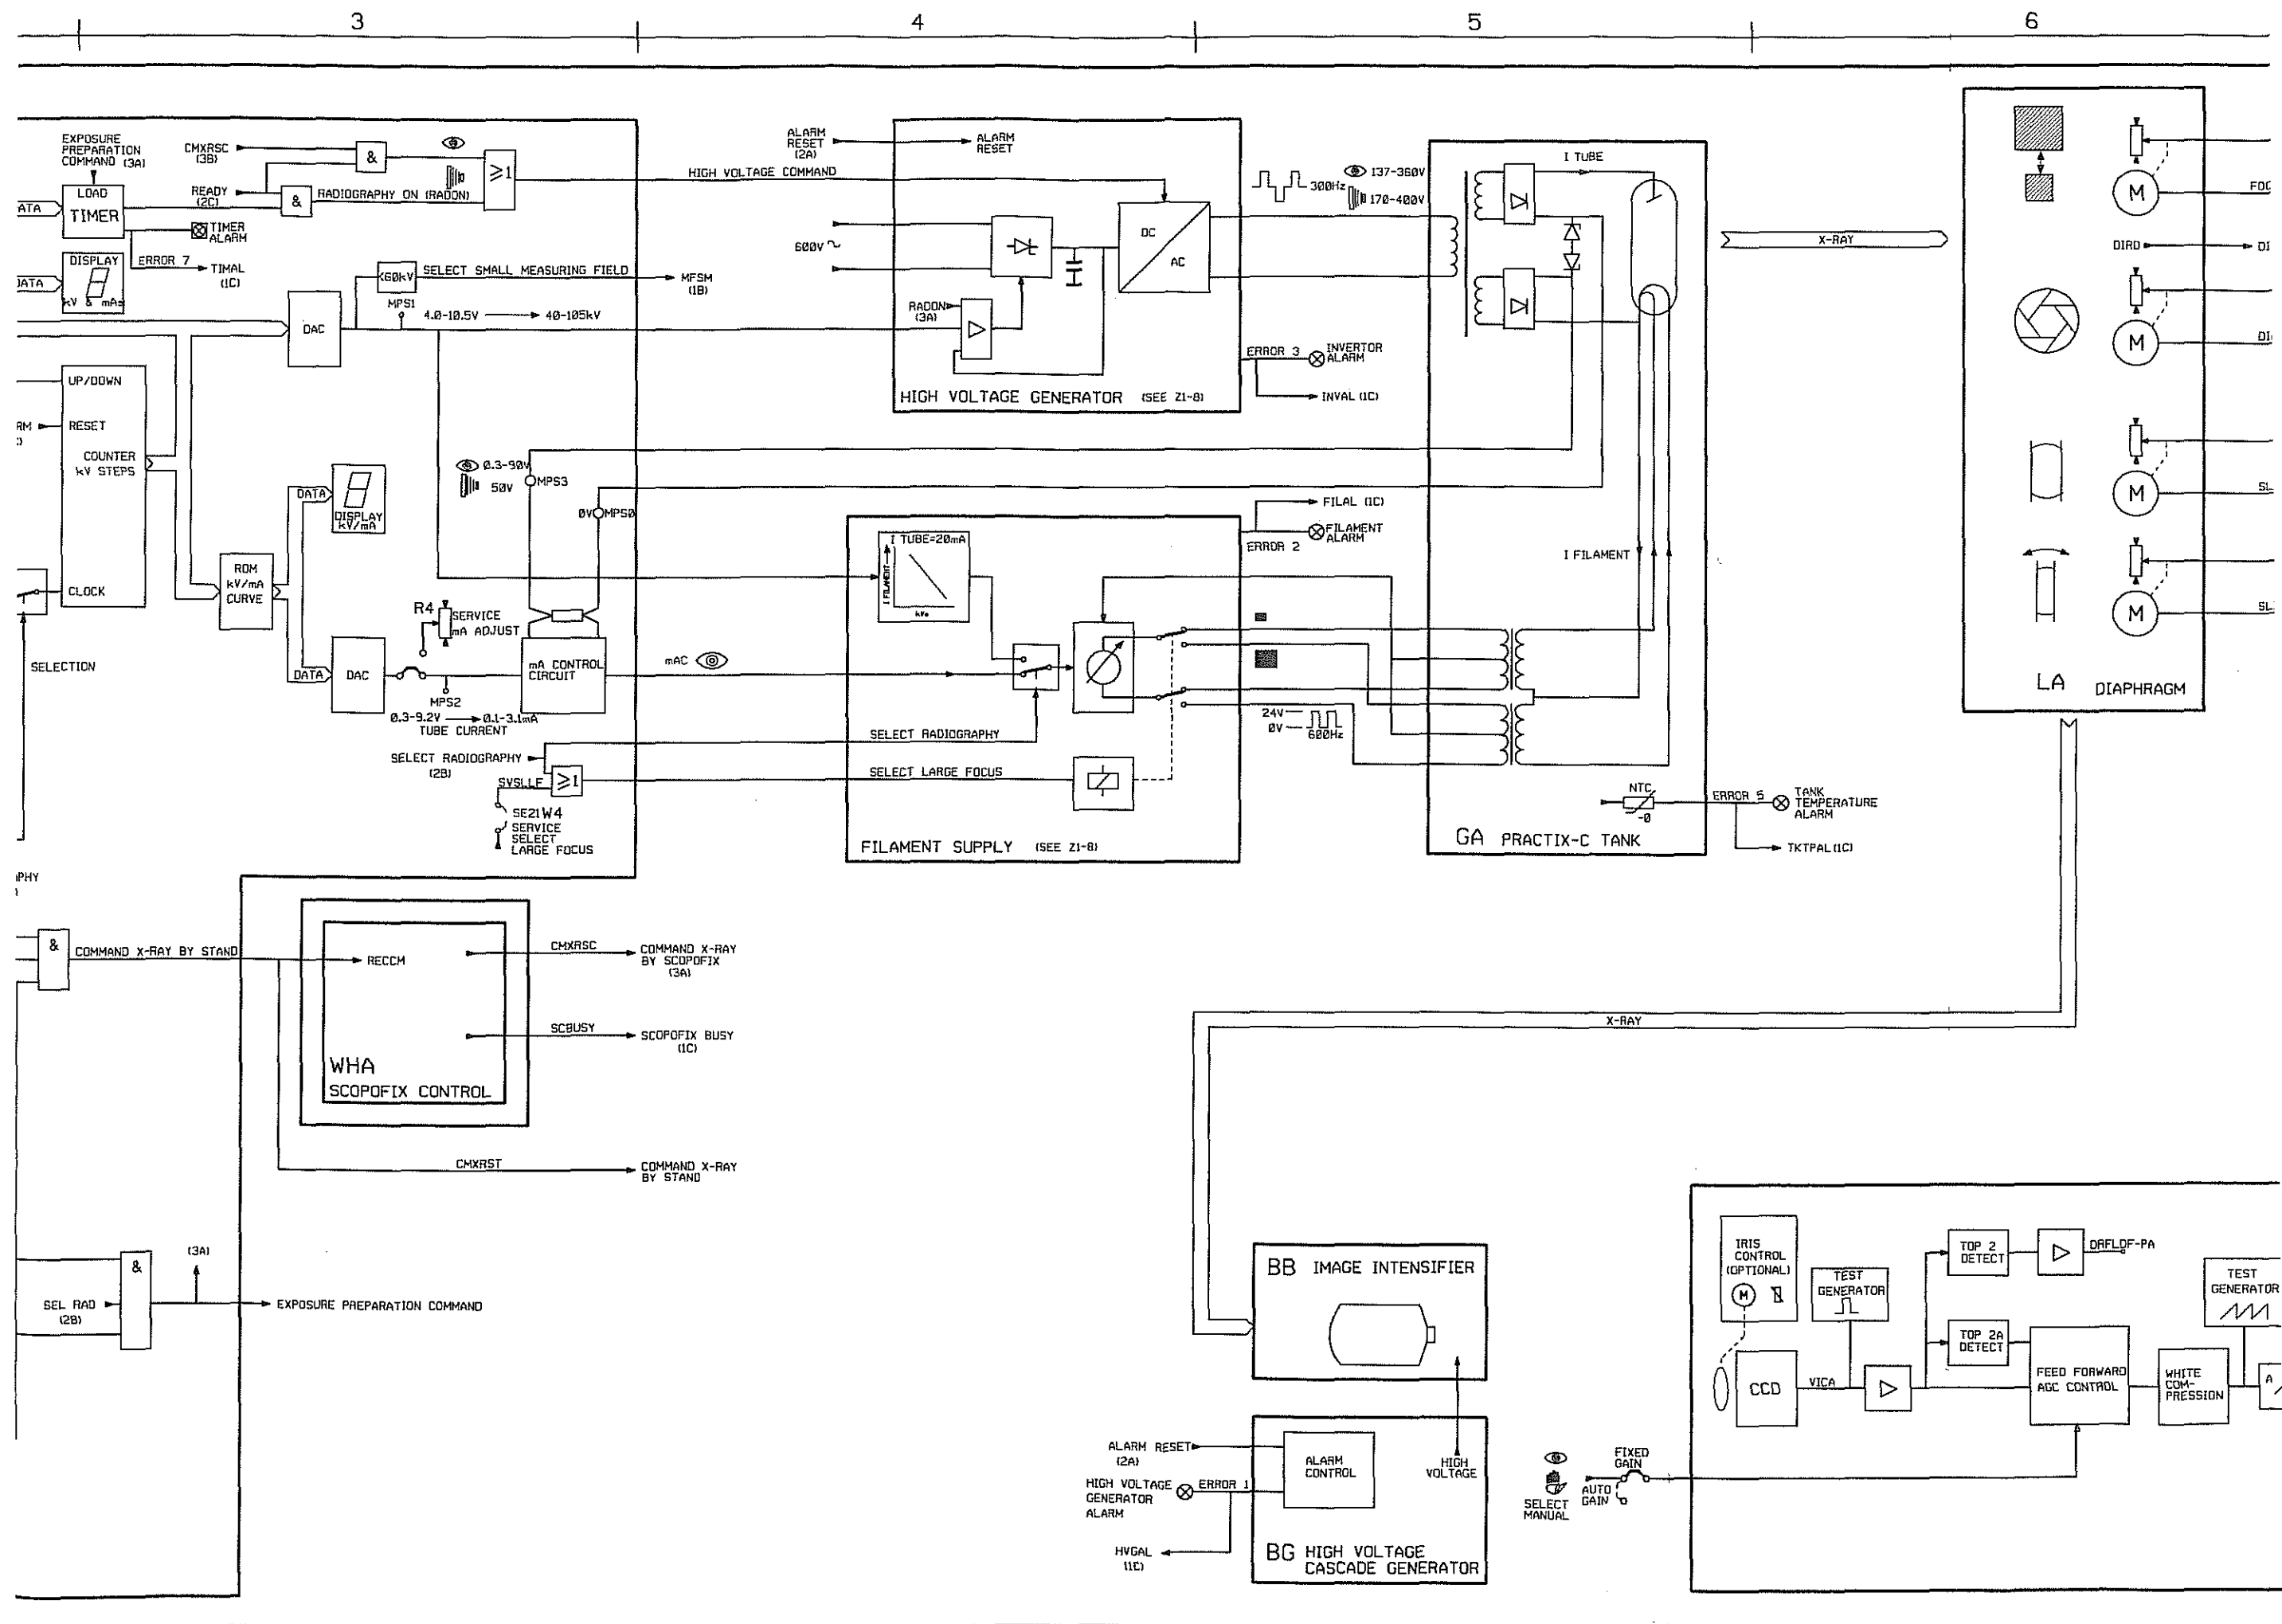 3
4
5
6
EXPOSURE
PREPARATION
COMMAND (3A)
LOAD
TIMER
ATA
CMXRSC
(3B)
&
READY
(2C)
&
RADIOGRAPHY ON (RADON)
≥1
TIMER
ALARM
ERROR 7
TIMAL
(1C)
DISPLAY
kV & mAs
<60kV
SELECT SMALL MEASURING FIELD
MFSM
(1B)
DAC
MPS1
4.0-10.5V
40-105kV
UP/DOWN
RESET
COUNTER
kV STEPS
CLOCK
SELECTION
DATA
DISPLAY
kV/mA
ROM
kV/mA
CURVE
DATA
DAC
R4
SERVICE
mA ADJUST
MPS2
0.3-9.2V
0.1-3.1mA
TUBE CURRENT
0.3-90V
50V
MPS3
0V
MPS0
mA CONTROL
CIRCUIT
mAC
SELECT RADIOGRAPHY
(2B)
SVSLLF
≥1
SE21W4
SERVICE
SELECT
LARGE FOCUS
ALARM
RESET
(2A)
ALARM
RESET
HIGH VOLTAGE COMMAND
600V~
DC
AC
RADON
(3A)
HIGH VOLTAGE GENERATOR (SEE Z1-8)
300Hz
137-360V
170-400V
ERROR 3
INVERTOR
ALARM
INVAL (1C)
I TUBE=20mA
I FILAMENT
kVo
SELECT RADIOGRAPHY
SELECT LARGE FOCUS
FILAMENT SUPPLY (SEE Z1-8)
FILAL (1C)
FILAMENT
ALARM
ERROR 2
24V
0V
600Hz
I TUBE
I FILAMENT
NTC
-0
GA PRACTIX-C TANK
ERROR 5
TANK
TEMPERATURE
ALARM
TKTPAL(1C)
X-RAY
M
DIRD
DI
M
M
M
LA DIAPHRAGM
&
COMMAND X-RAY BY STAND
RECCM
CMXRSC
COMMAND X-RAY
BY SCOPOFIX
(3A)
SCBUSY
SCOPOFIX BUSY
(1C)
WHA
SCOPOFIX CONTROL
CMXRST
COMMAND X-RAY
BY STAND
(3A)
&
SEL RAD
(2B)
EXPOSURE PREPARATION COMMAND
X-RAY
BB IMAGE INTENSIFIER
ALARM RESET
(2A)
HIGH VOLTAGE
GENERATOR
ALARM
ERROR 1
HVGAL
(1C)
ALARM
CONTROL
HIGH
VOLTAGE
BG HIGH VOLTAGE
CASCADE GENERATOR
IRIS
CONTROL
(OPTIONAL)
M
TEST
GENERATOR
TOP 2
DETECT
DRFLDF-PA
TOP 2A
DETECT
CCD
VICA
FEED FORWARD
AGC CONTROL
WHITE
COM-
PRESSION
TEST
GENERATOR
A
FIXED
GAIN
AUTO
GAIN
SELECT
MANUAL